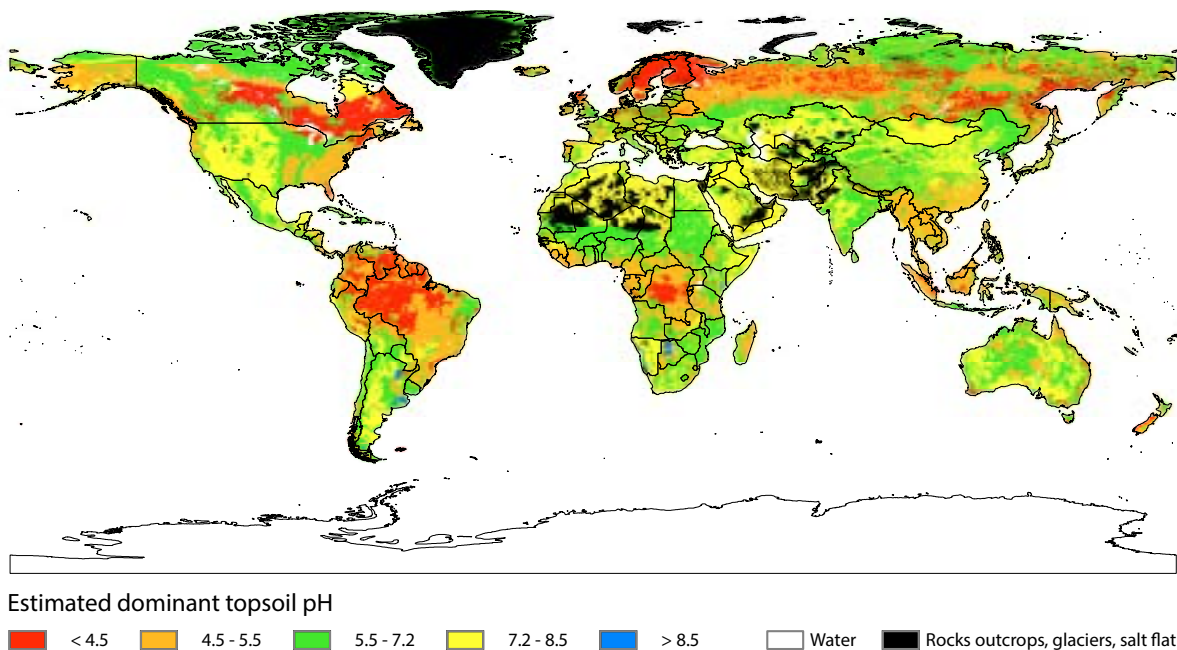 Estimated dominant topsoil pH
< 4.5 4.5 - 5.5 5.5 - 7.2 7.2 - 8.5 > 8.5 Water Rocks outcrops, glaciers, salt flat